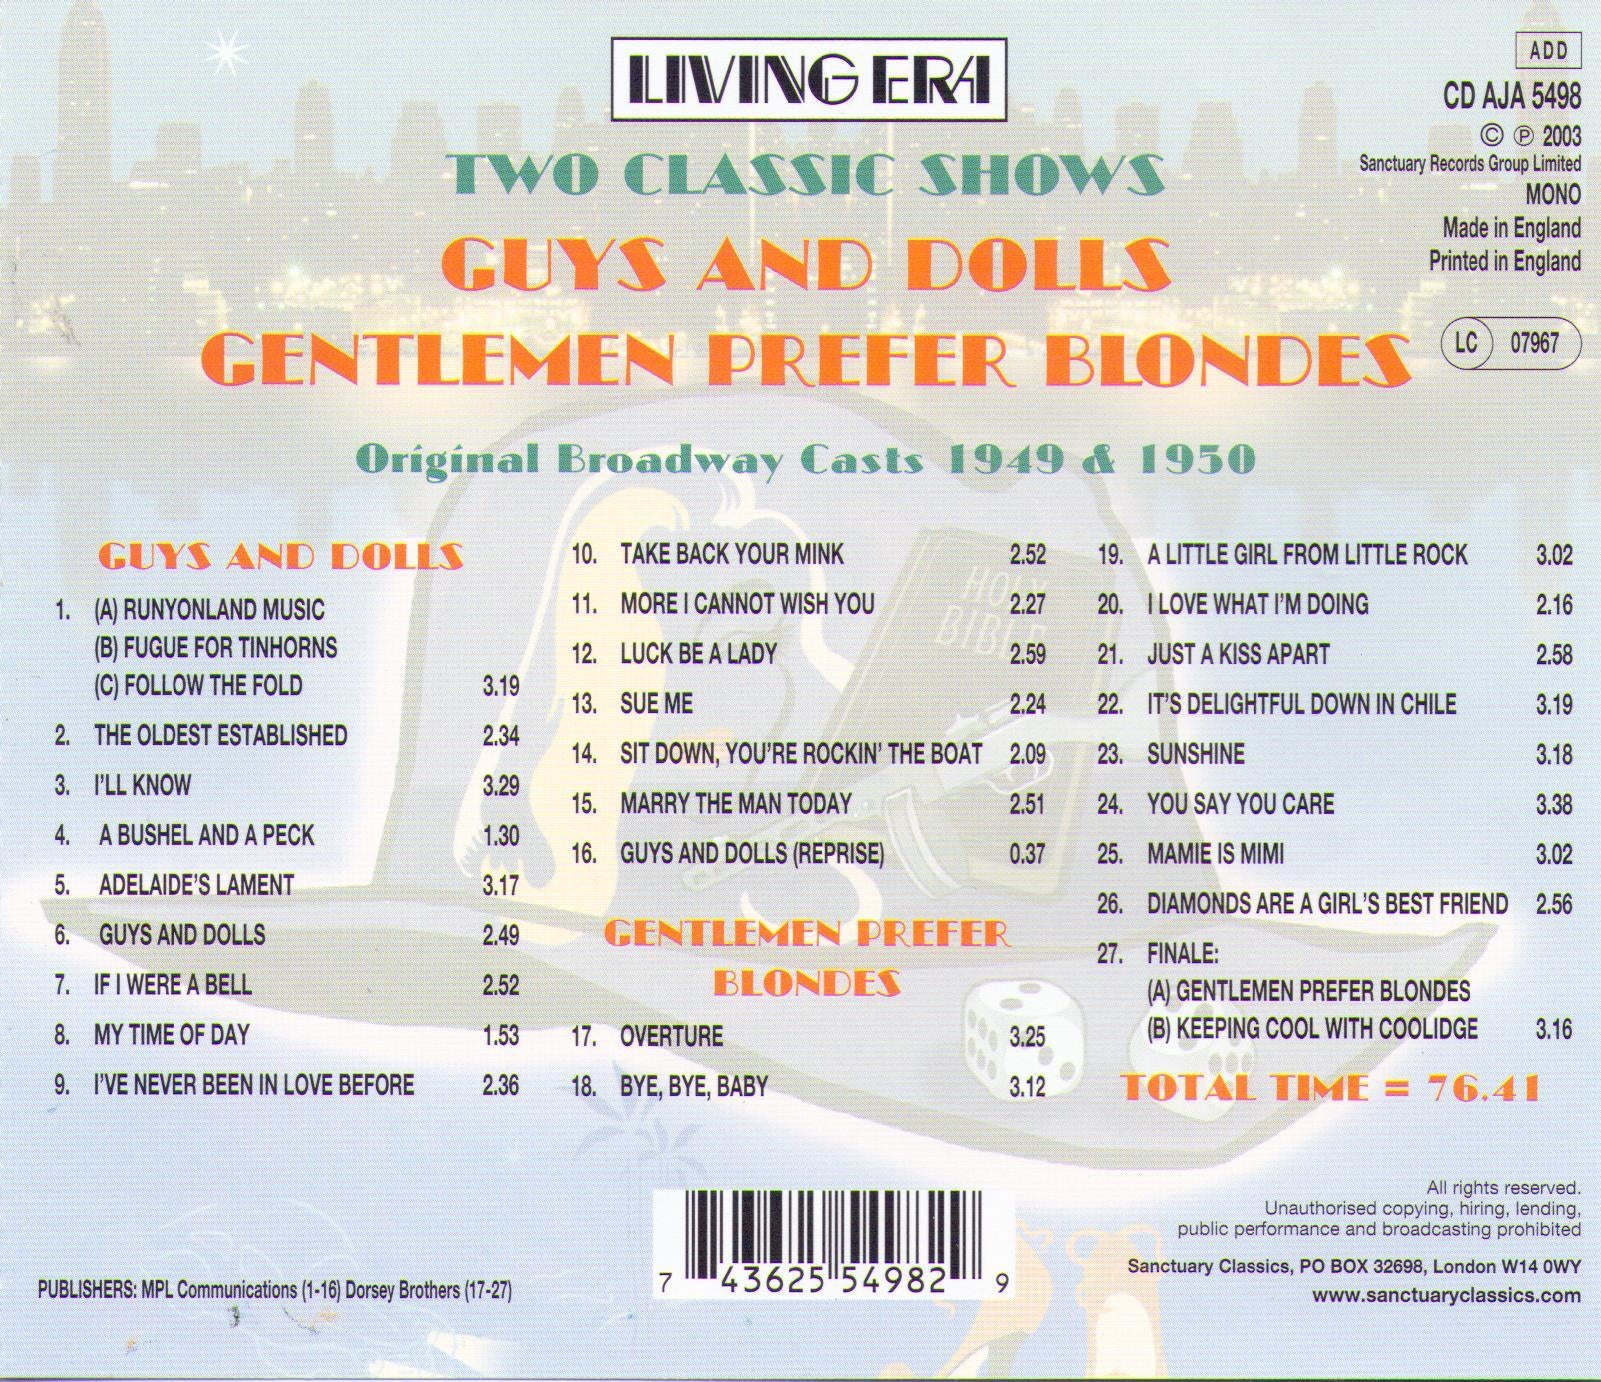 LIVING ERA
ADD
CD AJA 5498
© ℗ 2003
Sanctuary Records Group Limited
MONO
Made in England
Printed in England
LC 07967
TWO CLASSIC SHOWS
GUYS AND DOLLS
GENTLEMEN PREFER BLONDES
Original Broadway Casts 1949 & 1950
GUYS AND DOLLS
1. (A) RUNYONLAND MUSIC
(B) FUGUE FOR TINHORNS
(C) FOLLOW THE FOLD 3.19
2. THE OLDEST ESTABLISHED 2.34
3. I'LL KNOW 3.29
4. A BUSHEL AND A PECK 1.30
5. ADELAIDE'S LAMENT 3.17
6. GUYS AND DOLLS 2.49
7. IF I WERE A BELL 2.52
8. MY TIME OF DAY 1.53
9. I'VE NEVER BEEN IN LOVE BEFORE 2.36
10. TAKE BACK YOUR MINK 2.52
11. MORE I CANNOT WISH YOU 2.27
12. LUCK BE A LADY 2.59
13. SUE ME 2.24
14. SIT DOWN, YOU'RE ROCKIN' THE BOAT 2.09
15. MARRY THE MAN TODAY 2.51
16. GUYS AND DOLLS (REPRISE) 0.37
GENTLEMEN PREFER
BLONDES
17. OVERTURE 3.25
18. BYE, BYE, BABY 3.12
19. A LITTLE GIRL FROM LITTLE ROCK 3.02
20. I LOVE WHAT I'M DOING 2.16
21. JUST A KISS APART 2.58
22. IT'S DELIGHTFUL DOWN IN CHILE 3.19
23. SUNSHINE 3.18
24. YOU SAY YOU CARE 3.38
25. MAMIE IS MIMI 3.02
26. DIAMONDS ARE A GIRL'S BEST FRIEND 2.56
27. FINALE:
(A) GENTLEMEN PREFER BLONDES
(B) KEEPING COOL WITH COOLIDGE 3.16
TOTAL TIME = 76.41
HOLY
BIBLE
PUBLISHERS: MPL Communications (1-16) Dorsey Brothers (17-27)
7 43625 54982 9
All rights reserved.
Unauthorised copying, hiring, lending,
public performance and broadcasting prohibited
Sanctuary Classics, PO BOX 32698, London W14 0WY
www.sanctuaryclassics.com